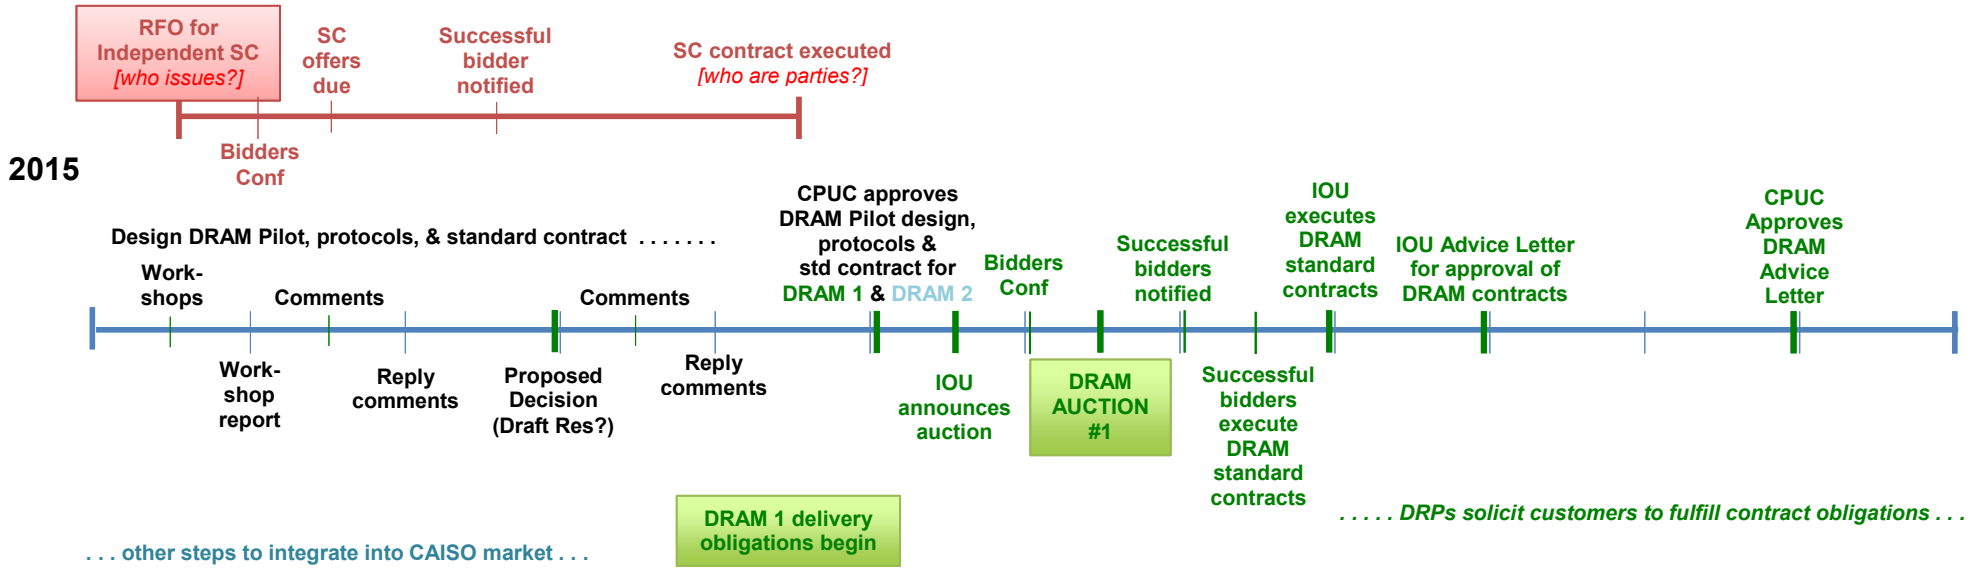 RFO for
Independent SC
[who issues?]
SC
offers
due
Successful
bidder
notified
SC contract executed
[who are parties?]
Bidders
Conf
2015
Design DRAM Pilot, protocols, & standard contract . . . . . . .
Work-
shops
Comments
Comments
CPUC approves
DRAM Pilot design,
protocols &
std contract for
DRAM 1 & DRAM 2
Bidders
Conf
Successful
bidders
notified
IOU
executes
DRAM
standard
contracts
IOU Advice Letter
for approval of
DRAM contracts
CPUC
Approves
DRAM
Advice
Letter
Work-
shop
report
Reply
comments
Proposed
Decision
(Draft Res?)
Reply
comments
IOU
announces
auction
DRAM
AUCTION
#1
Successful
bidders
execute
DRAM
standard
contracts
DRAM 1 delivery
obligations begin
. . . . . DRPs solicit customers to fulfill contract obligations . . .
. . . other steps to integrate into CAISO market . . .